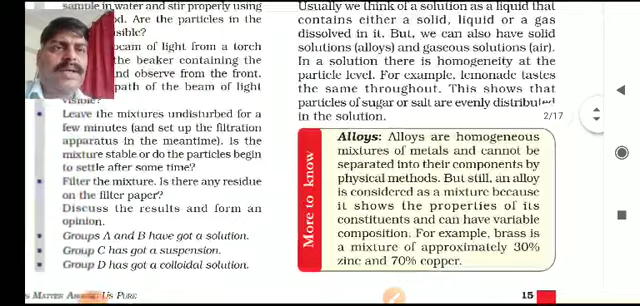 sample in water and stir properly using
od. Are the particles in the
sible?
beam of light from a torch
the beaker containing the
and observe from the front.
path of the beam of light
visible?
Leave the mixtures undisturbed for a
few minutes (and set up the filtration
apparatus in the meantime). Is the
mixture stable or do the particles begin
to settle after some time?
Filter the mixture. Is there any residue
on the filter paper?
Discuss the results and form an
opinion.
Groups A and B have got a solution.
Group C has got a suspension.
Group D has got a colloidal solution.
Usually we think of a solution as a liquid that
contains either a solid, liquid or a gas
dissolved in it. But, we can also have solid
solutions (alloys) and gaseous solutions (air).
In a solution there is homogeneity at the
particle level. For example, lemonade tastes
the same throughout. This shows that
particles of sugar or salt are evenly distributed
in the solution.
2/17
More to know
Alloys: Alloys are homogeneous
mixtures of metals and cannot be
separated into their components by
physical methods. But still, an alloy
is considered as a mixture because
it shows the properties of its
constituents and can have variable
composition. For example, brass is
a mixture of approximately 30%
zinc and 70% copper.
Matter Around Us Pure
15